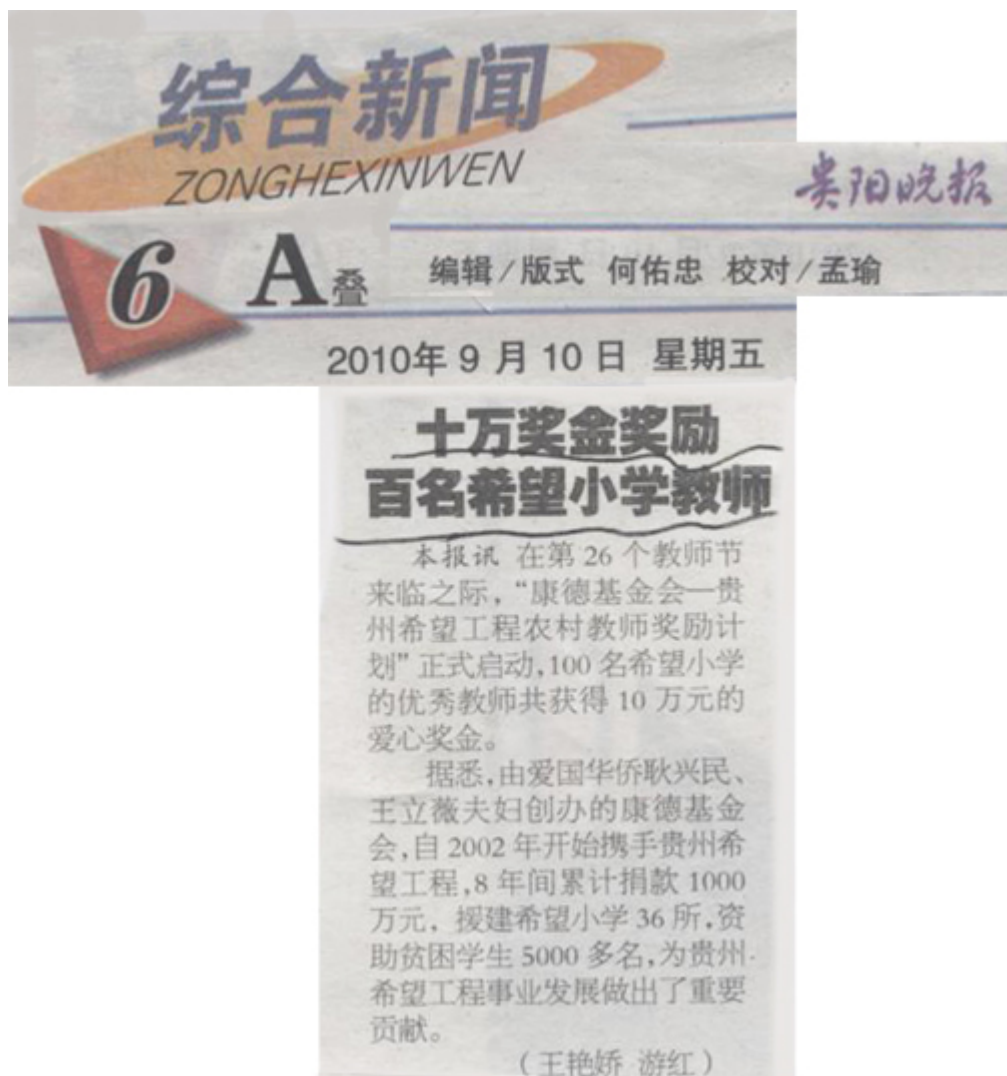 综合新闻
ZONGHEXINWEN
贵阳晚报
6 A叠
编辑/版式 何佑忠 校对/孟瑜
2010年9月10日 星期五
十万奖金奖励
百名希望小学教师
本报讯 在第26个教师节
来临之际，“康德基金会—贵
州希望工程农村教师奖励计
划”正式启动，100名希望小学
的优秀教师共获得10万元的
爱心奖金。
据悉，由爱国华侨耿兴民、
王立薇夫妇创办的康德基金
会，自2002年开始携手贵州希
望工程，8年间累计捐款1000
万元，援建希望小学36所，资
助贫困学生5000多名，为贵州
希望工程事业发展做出了重要
贡献。
（王艳娇 游红）